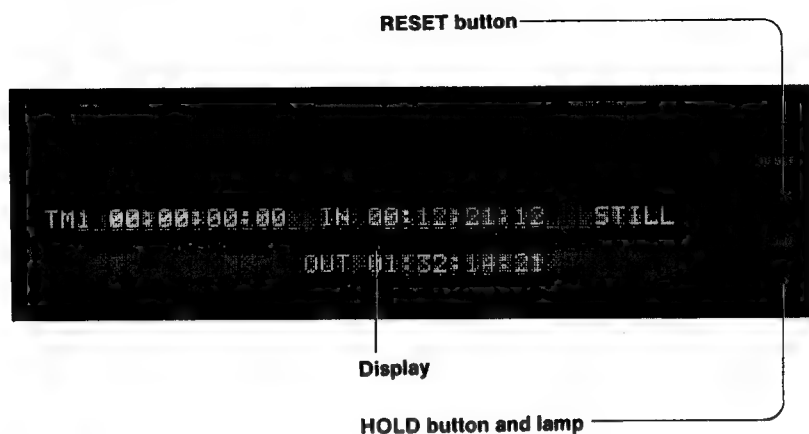 RESET button
TM1 00:00:00:00 IN 00:12:21:12 STILL
OUT 01:32:10:21
Display
HOLD button and lamp